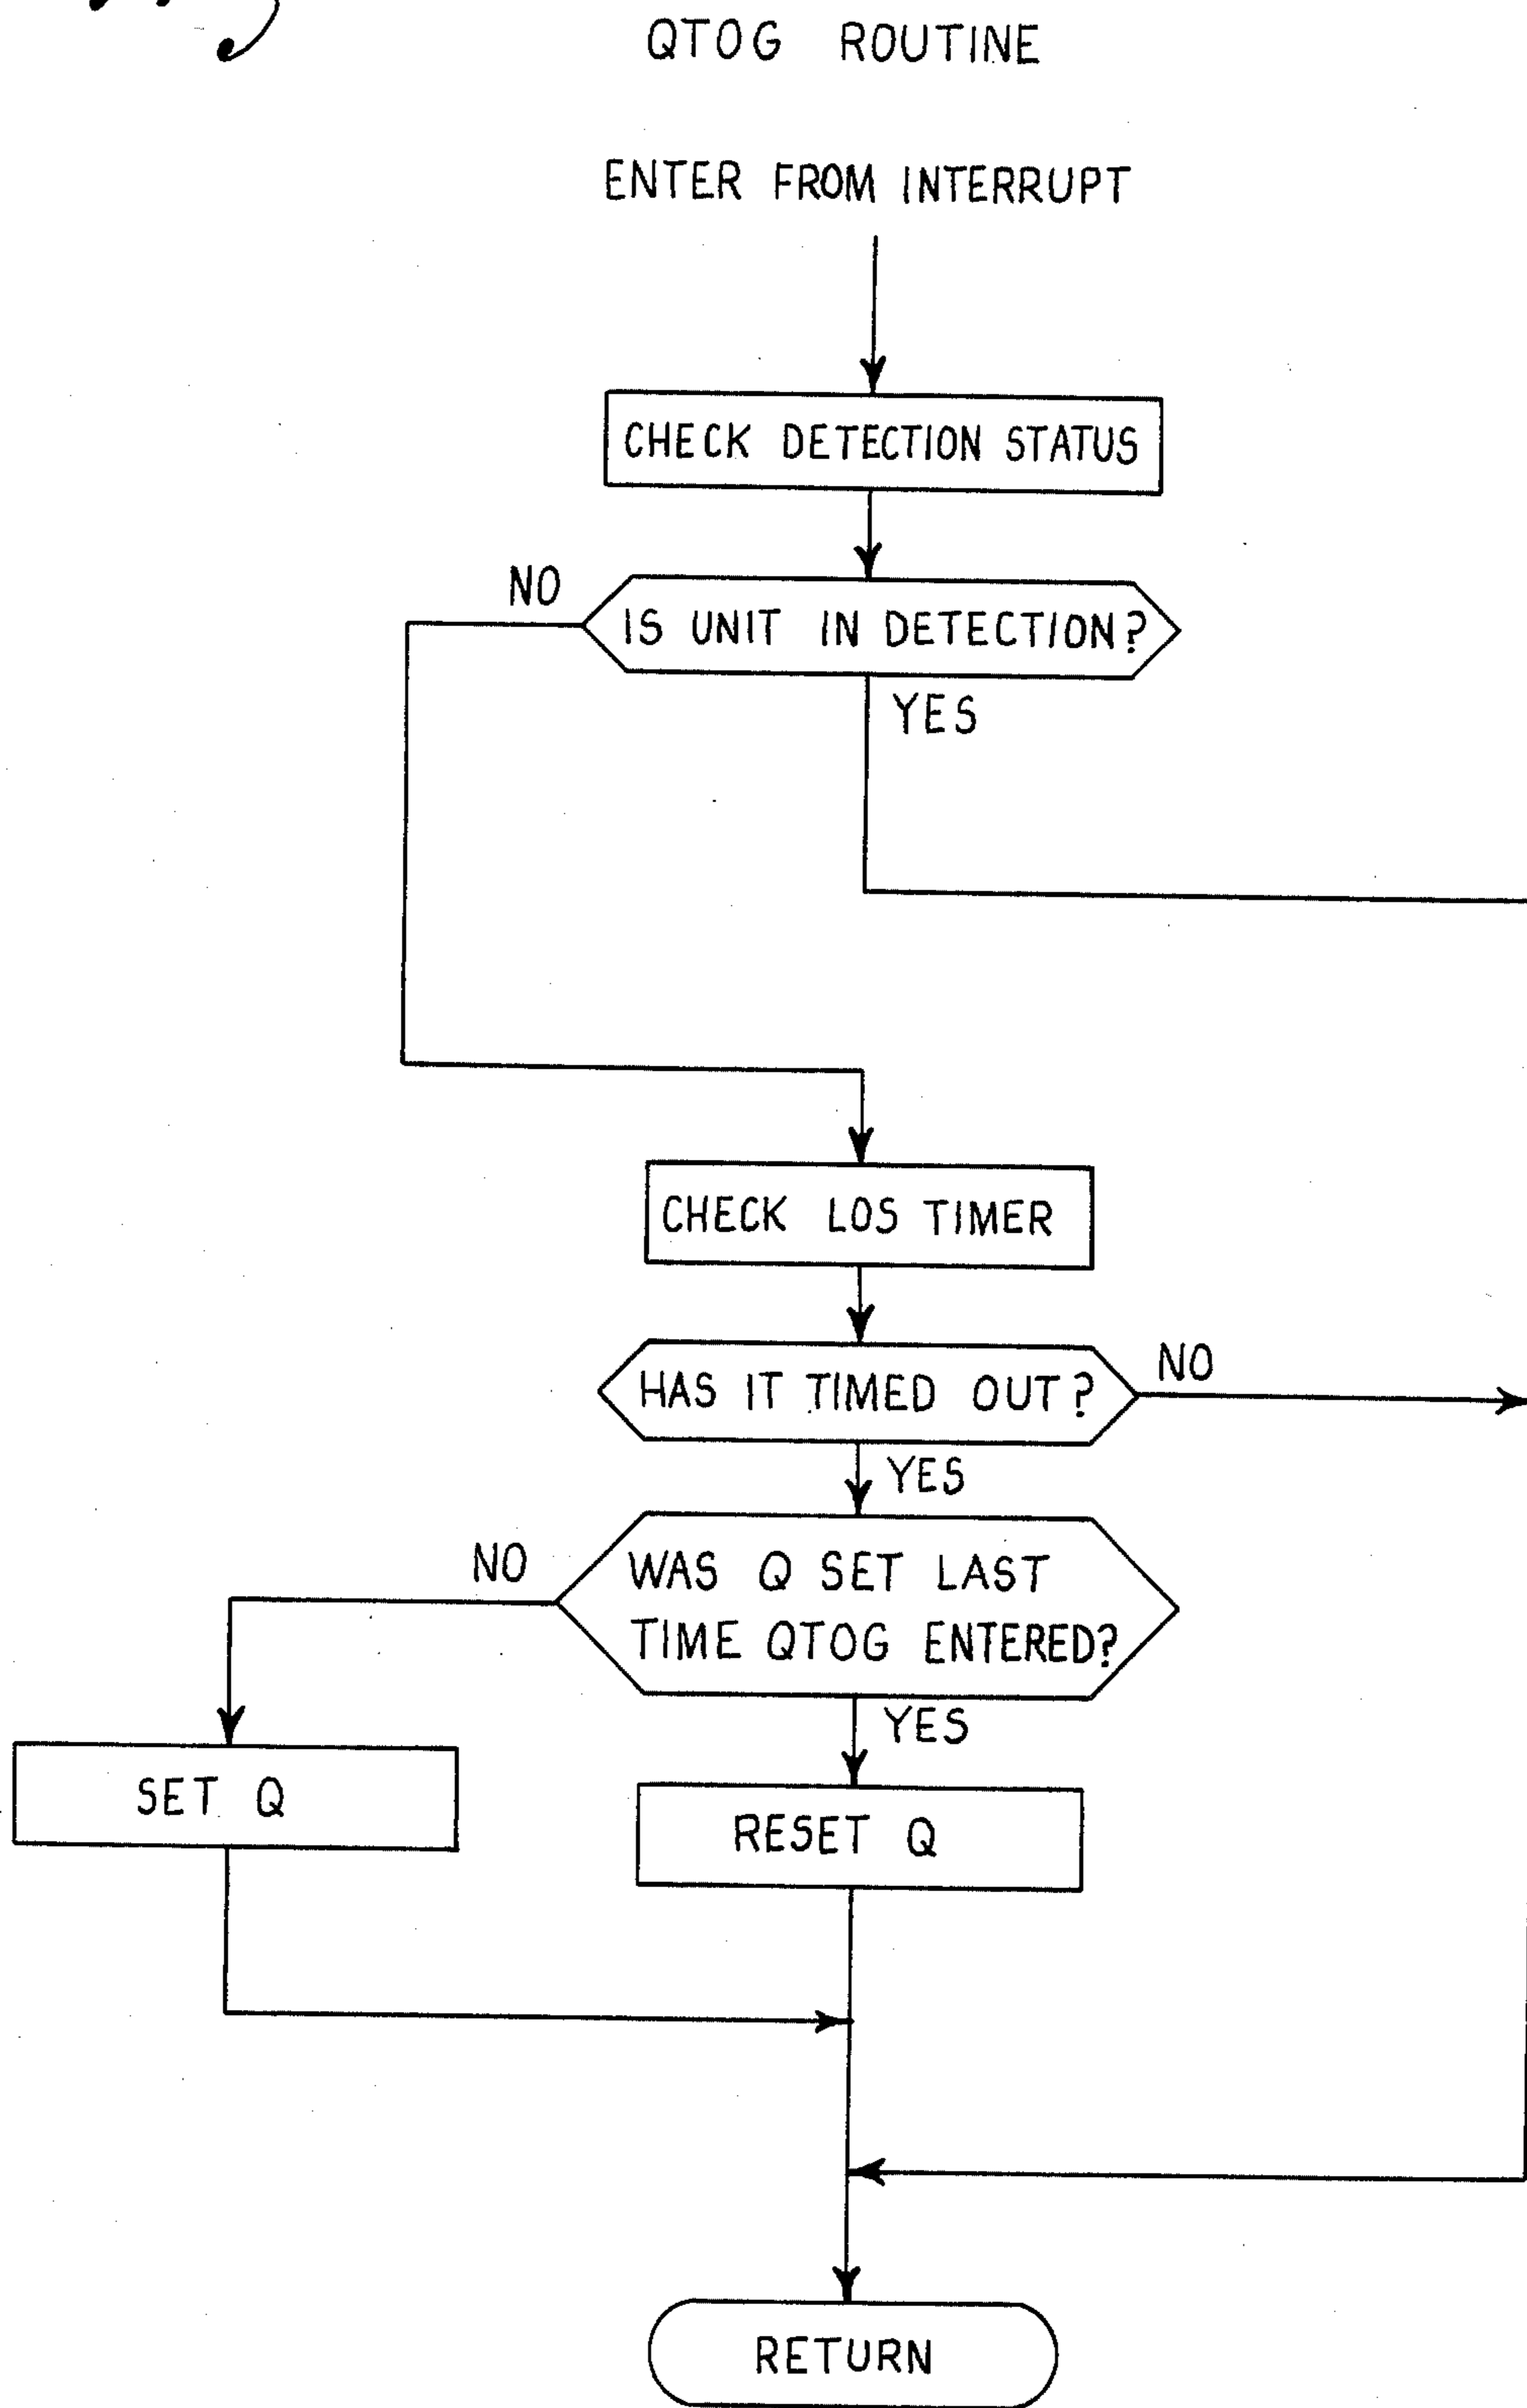 QTOG ROUTINE
ENTER FROM INTERRUPT
CHECK DETECTION STATUS
NO
IS UNIT IN DETECTION?
YES
CHECK LOS TIMER
HAS IT TIMED OUT?
NO
YES
NO
WAS Q SET LAST
TIME QTOG ENTERED?
YES
SET Q
RESET Q
RETURN